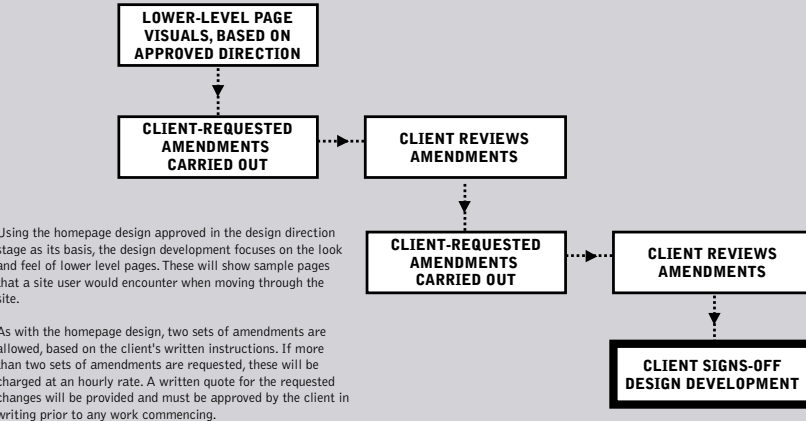 LOWER-LEVEL PAGE
VISUALS, BASED ON
APPROVED DIRECTION
CLIENT-REQUESTED
AMENDMENTS
CARRIED OUT
CLIENT REVIEWS
AMENDMENTS
CLIENT-REQUESTED
AMENDMENTS
CARRIED OUT
CLIENT REVIEWS
AMENDMENTS
CLIENT SIGNS-OFF
DESIGN DEVELOPMENT
Using the homepage design approved in the design direction
stage as its basis, the design development focuses on the look
and feel of lower level pages. These will show sample pages
that a site user would encounter when moving through the
site.
As with the homepage design, two sets of amendments are
allowed, based on the client's written instructions. If more
than two sets of amendments are requested, these will be
charged at an hourly rate. A written quote for the requested
changes will be provided and must be approved by the client in
writing prior to any work commencing.